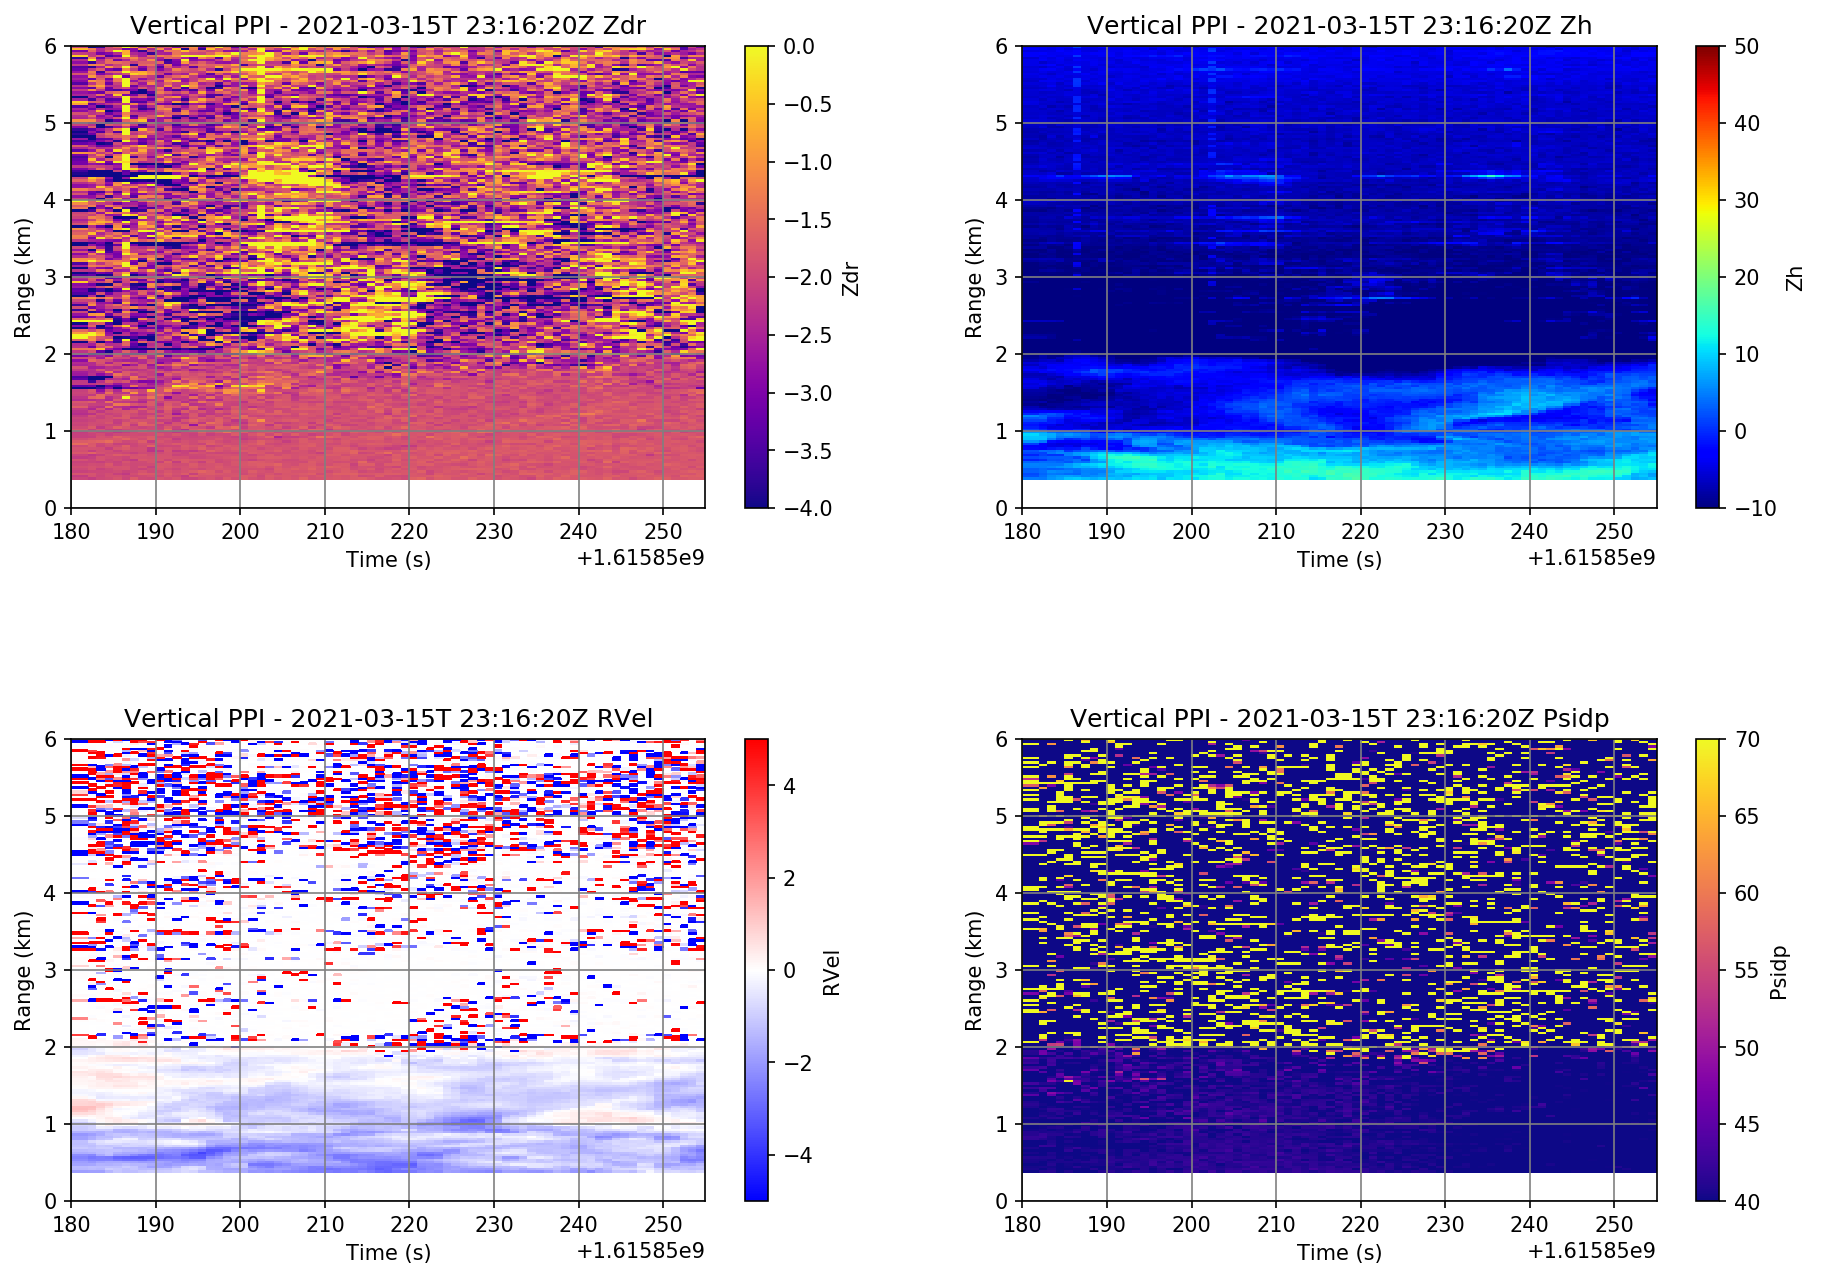 Vertical PPI - 2021-03-15T 23:16:20Z Zdr
6
5
4
3
2
1
0
Range (km)
180 190 200 210 220 230 240 250
Time (s)
+1.61585e9
0.0
−0.5
−1.0
−1.5
−2.0
−2.5
−3.0
−3.5
−4.0
Zdr
Vertical PPI - 2021-03-15T 23:16:20Z Zh
6
5
4
3
2
1
0
Range (km)
180 190 200 210 220 230 240 250
Time (s)
+1.61585e9
50
40
30
20
10
0
−10
Zh
Vertical PPI - 2021-03-15T 23:16:20Z RVel
6
5
4
3
2
1
0
Range (km)
180 190 200 210 220 230 240 250
Time (s)
+1.61585e9
4
2
0
−2
−4
RVel
Vertical PPI - 2021-03-15T 23:16:20Z Psidp
6
5
4
3
2
1
0
Range (km)
180 190 200 210 220 230 240 250
Time (s)
+1.61585e9
70
65
60
55
50
45
40
Psidp